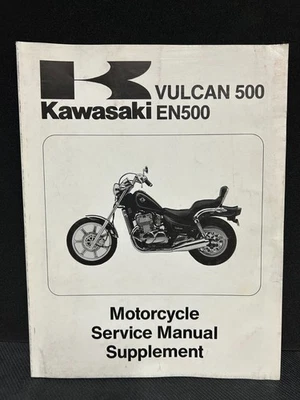 VULCAN 500
Kawasaki EN500
Motorcycle
Service Manual
Supplement